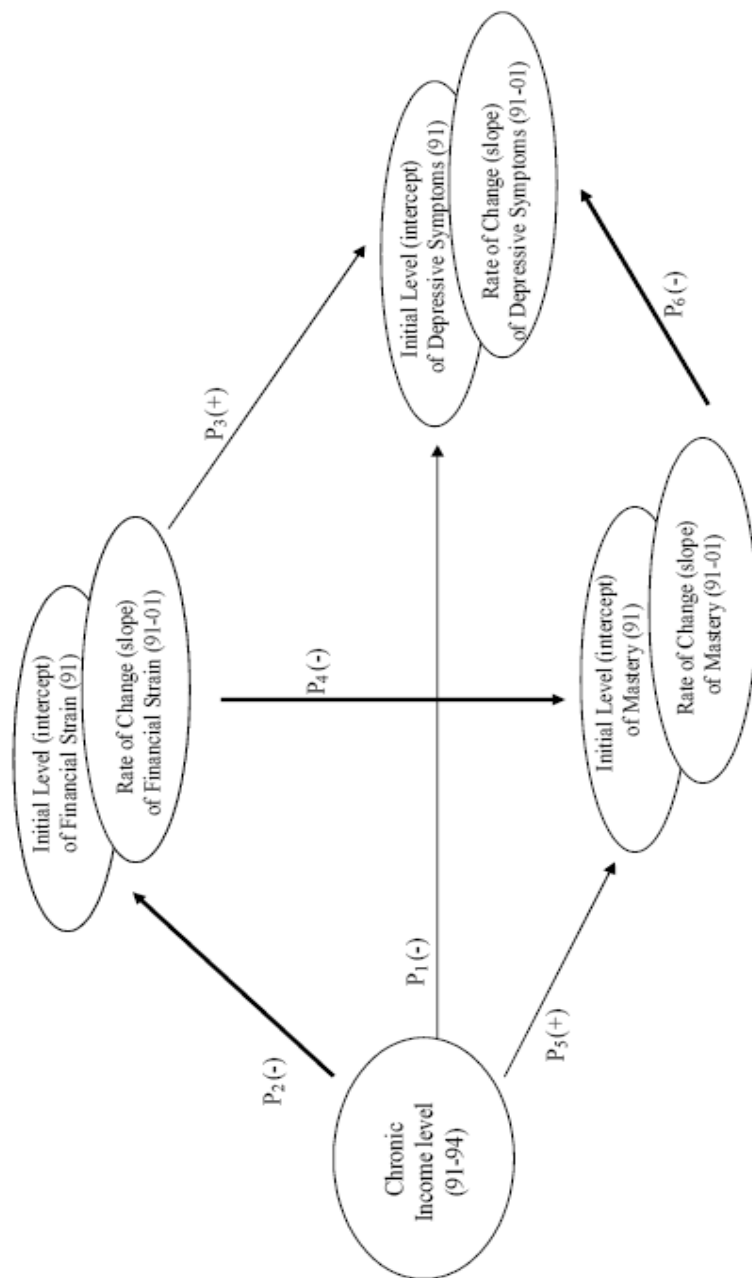 Initial Level (intercept)
of Financial Strain (91)
Rate of Change (slope)
of Financial Strain (91-01)
P2(-)
P3(+)
P4(-)
Chronic
Income level
(91-94)
P1(-)
Initial Level (intercept)
of Depressive Symptoms (91)
Rate of Change (slope)
of Depressive Symptoms (91-01)
P5(+)
P6(-)
Initial Level (intercept)
of Mastery (91)
Rate of Change (slope)
of Mastery (91-01)